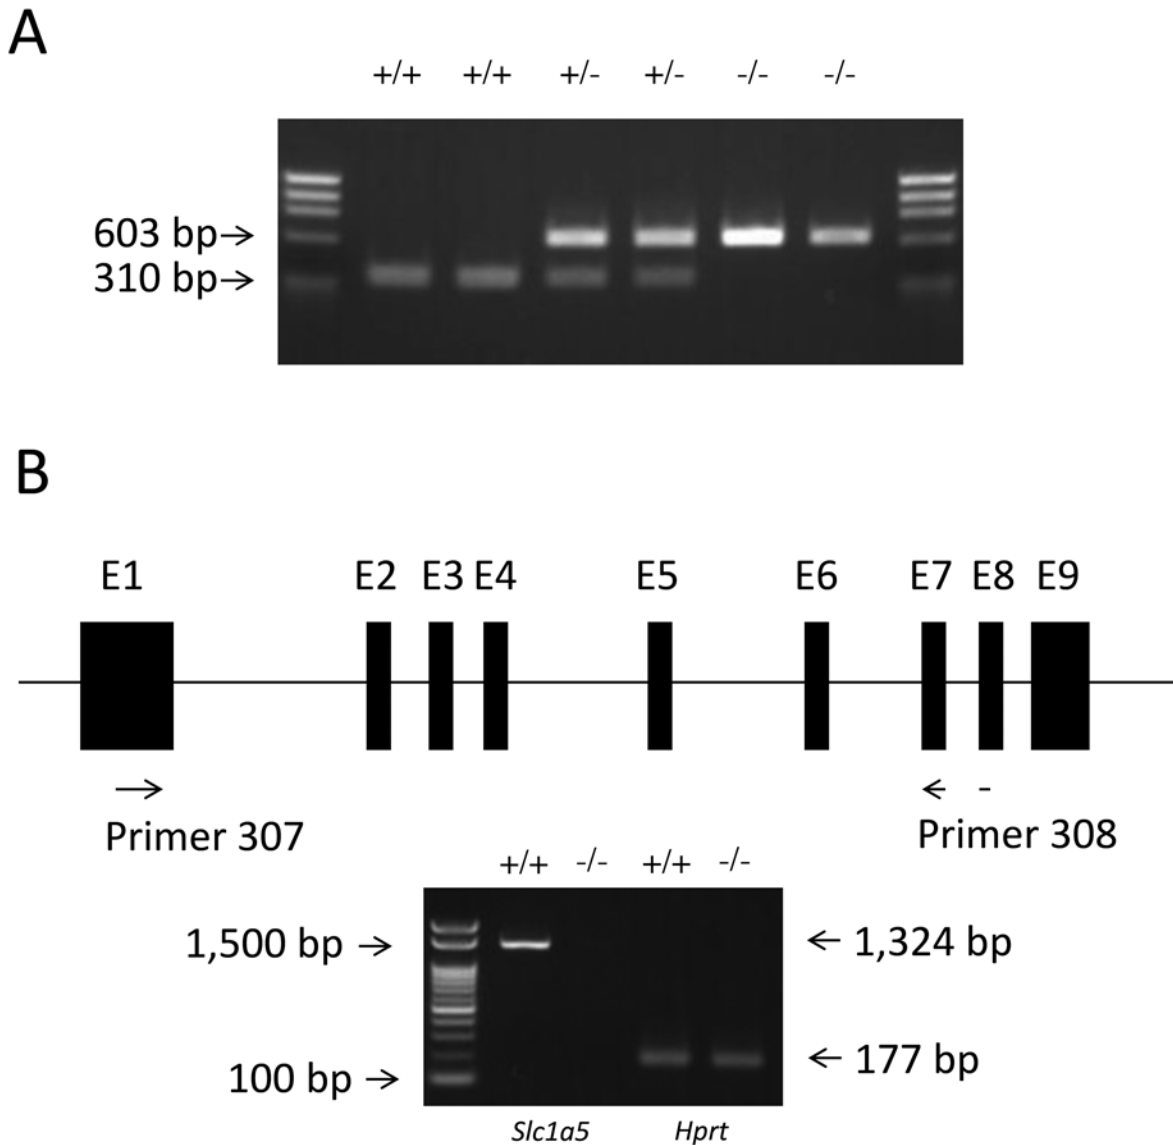 A
+/+ +/+ +/- +/- -/- -/-
603 bp→
310 bp→
B
E1 E2 E3 E4 E5 E6 E7 E8 E9
Primer 307 Primer 308
+/+ -/- +/+ -/-
1,500 bp → ← 1,324 bp
← 177 bp
100 bp →
Slc1a5 Hprt